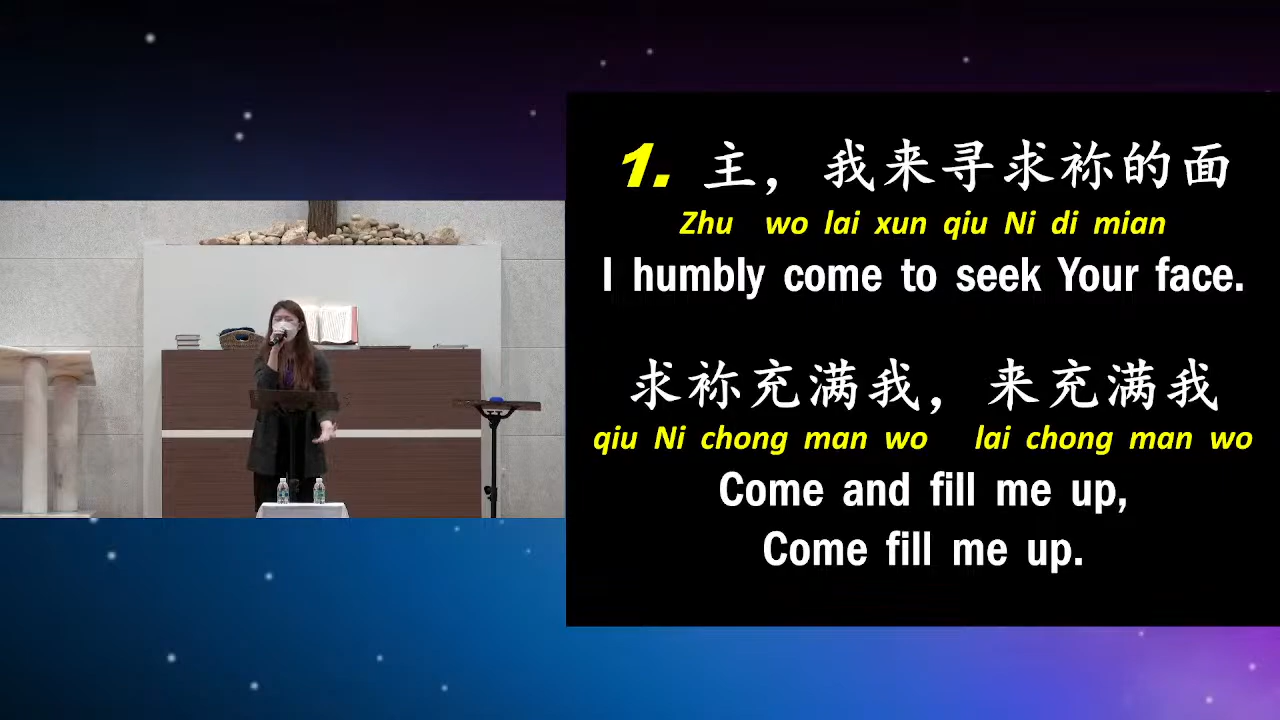 1. 主，我来寻求祢的面
Zhu wo lai xun qiu Ni di mian
I humbly come to seek Your face.
求祢充满我，来充满我
qiu Ni chong man wo lai chong man wo
Come and fill me up,
Come fill me up.